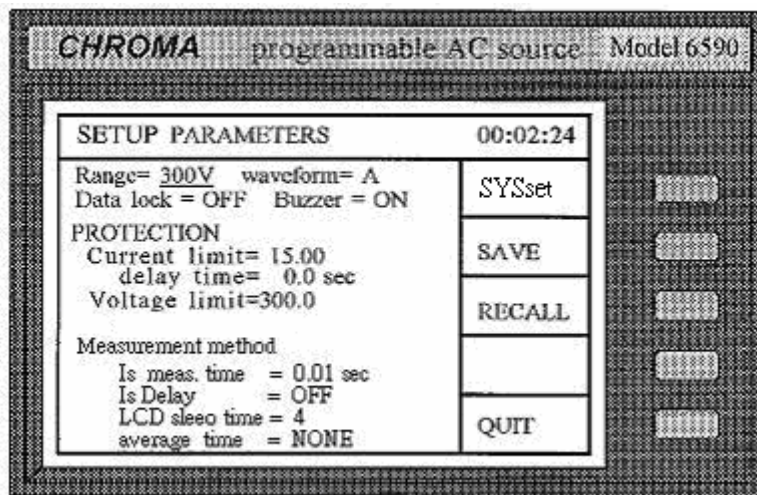 CHROMA programmable AC source Model 6590
SETUP PARAMETERS 00:02:24
Range= 300V waveform= A
Data lock = OFF Buzzer = ON
PROTECTION
Current limit= 15.00
delay time= 0.0 sec
Voltage limit=300.0
Measurement method
Is meas. time = 0.01 sec
Is Delay = OFF
LCD sleeo time = 4
average time = NONE
SYSset
SAVE
RECALL
QUIT